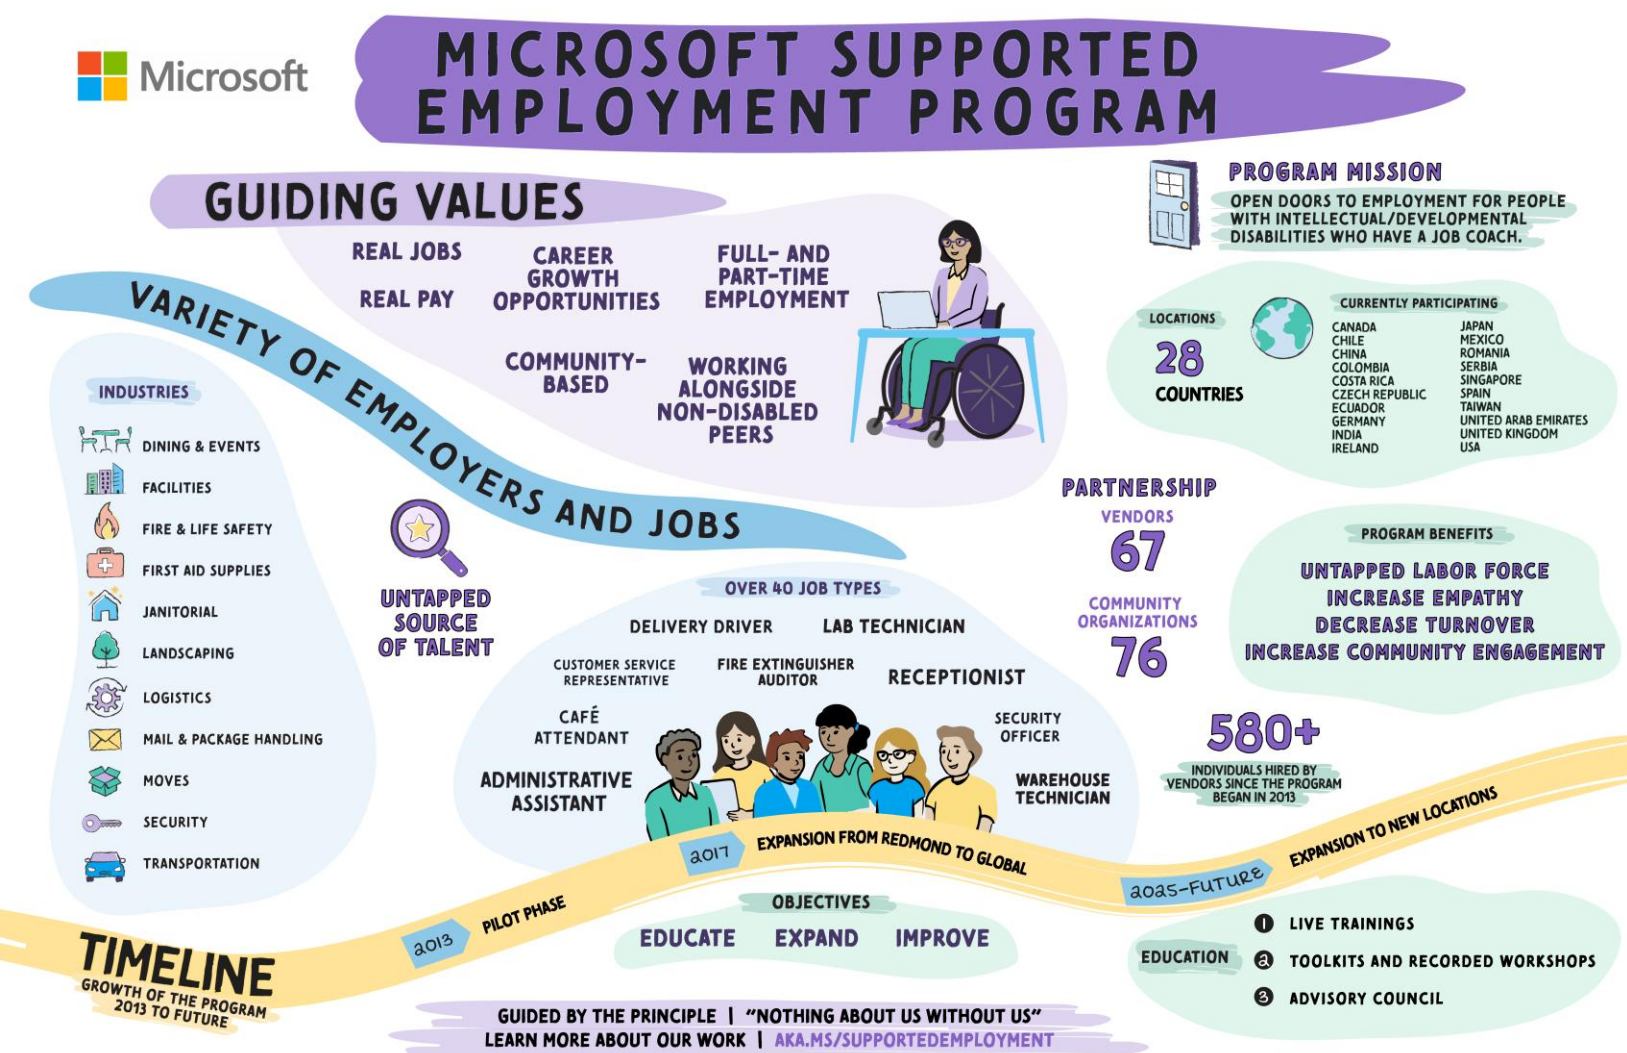 Microsoft
MICROSOFT SUPPORTED
EMPLOYMENT PROGRAM
GUIDING VALUES
REAL JOBS
REAL PAY
CAREER
GROWTH
OPPORTUNITIES
FULL- AND
PART-TIME
EMPLOYMENT
COMMUNITY-
BASED
WORKING
ALONGSIDE
NON-DISABLED
PEERS
PROGRAM MISSION
OPEN DOORS TO EMPLOYMENT FOR PEOPLE
WITH INTELLECTUAL/DEVELOPMENTAL
DISABILITIES WHO HAVE A JOB COACH.
LOCATIONS
28
COUNTRIES
CURRENTLY PARTICIPATING
CANADA
CHILE
CHINA
COLOMBIA
COSTA RICA
CZECH REPUBLIC
ECUADOR
GERMANY
INDIA
IRELAND
JAPAN
MEXICO
ROMANIA
SERBIA
SINGAPORE
SPAIN
TAIWAN
UNITED ARAB EMIRATES
UNITED KINGDOM
USA
VARIETY OF EMPLOYERS AND JOBS
INDUSTRIES
DINING & EVENTS
FACILITIES
FIRE & LIFE SAFETY
FIRST AID SUPPLIES
JANITORIAL
LANDSCAPING
LOGISTICS
MAIL & PACKAGE HANDLING
MOVES
SECURITY
TRANSPORTATION
UNTAPPED
SOURCE
OF TALENT
OVER 40 JOB TYPES
DELIVERY DRIVER
LAB TECHNICIAN
CUSTOMER SERVICE
REPRESENTATIVE
FIRE EXTINGUISHER
AUDITOR
RECEPTIONIST
CAFÉ
ATTENDANT
SECURITY
OFFICER
ADMINISTRATIVE
ASSISTANT
WAREHOUSE
TECHNICIAN
PARTNERSHIP
VENDORS
67
COMMUNITY
ORGANIZATIONS
76
PROGRAM BENEFITS
UNTAPPED LABOR FORCE
INCREASE EMPATHY
DECREASE TURNOVER
INCREASE COMMUNITY ENGAGEMENT
580+
INDIVIDUALS HIRED BY
VENDORS SINCE THE PROGRAM
BEGAN IN 2013
TIMELINE
GROWTH OF THE PROGRAM
2013 TO FUTURE
2013
PILOT PHASE
2017
EXPANSION FROM REDMOND TO GLOBAL
2025-FUTURE
EXPANSION TO NEW LOCATIONS
OBJECTIVES
EDUCATE EXPAND IMPROVE
EDUCATION
1 LIVE TRAININGS
2 TOOLKITS AND RECORDED WORKSHOPS
3 ADVISORY COUNCIL
GUIDED BY THE PRINCIPLE | "NOTHING ABOUT US WITHOUT US"
LEARN MORE ABOUT OUR WORK | AKA.MS/SUPPORTEDEMPLOYMENT